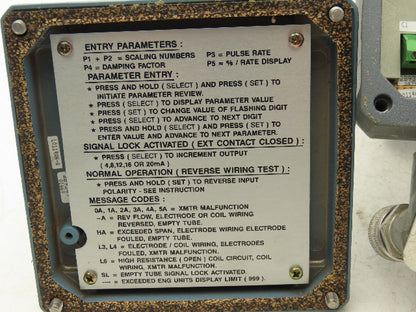 ENTRY PARAMETERS :
P1 + P2 = SCALING NUMBERS P3 = PULSE RATE
P4 = DAMPING FACTOR P5 = % / RATE DISPLAY
PARAMETER ENTRY :
* PRESS AND HOLD ( SELECT ) AND PRESS ( SET ) TO
INITIATE PARAMETER REVIEW.
* PRESS ( SELECT ) TO DISPLAY PARAMETER VALUE
* PRESS ( SET ) TO CHANGE VALUE OF FLASHING DIGIT
* PRESS ( SELECT ) TO ADVANCE TO NEXT DIGIT
* PRESS AND HOLD ( SELECT ) AND PRESS ( SET ) TO
ENTER VALUE AND ADVANCE TO NEXT PARAMETER.
SIGNAL LOCK ACTIVATED ( EXT CONTACT CLOSED ) :
* PRESS ( SELECT ) TO INCREMENT OUTPUT
( 4,8,12,16 OR 20mA )
NORMAL OPERATION ( REVERSE WIRING TEST ) :
* PRESS AND HOLD ( SET ) TO REVERSE INPUT
POLARITY - SEE INSTRUCTION
MESSAGE CODES :
0A, 1A, 2A, 3A, 4A, 5A = XMTR MALFUNCTION
-A = REV FLOW, ELECTRODE OR COIL WIRING
REVERSED, EMPTY TUBE.
HA = EXCEEDED SPAN, ELECTRODE WIRING ELECTRODE
FOULED, EMPTY TUBE.
L3, L4 = ELECTRODE / COIL WIRING, ELECTRODES
FOULED, XMTR MALFUNCTION.
L6 = HIGH RESISTANCE ( OPEN ) COIL CIRCUIT, COIL
WIRING, XMTR MALFUNCTION.
SL = EMPTY TUBE SIGNAL LOCK ACTIVATED.
---- = EXCEEDED ENG UNITS DISPLAY LIMIT ( 999 ).